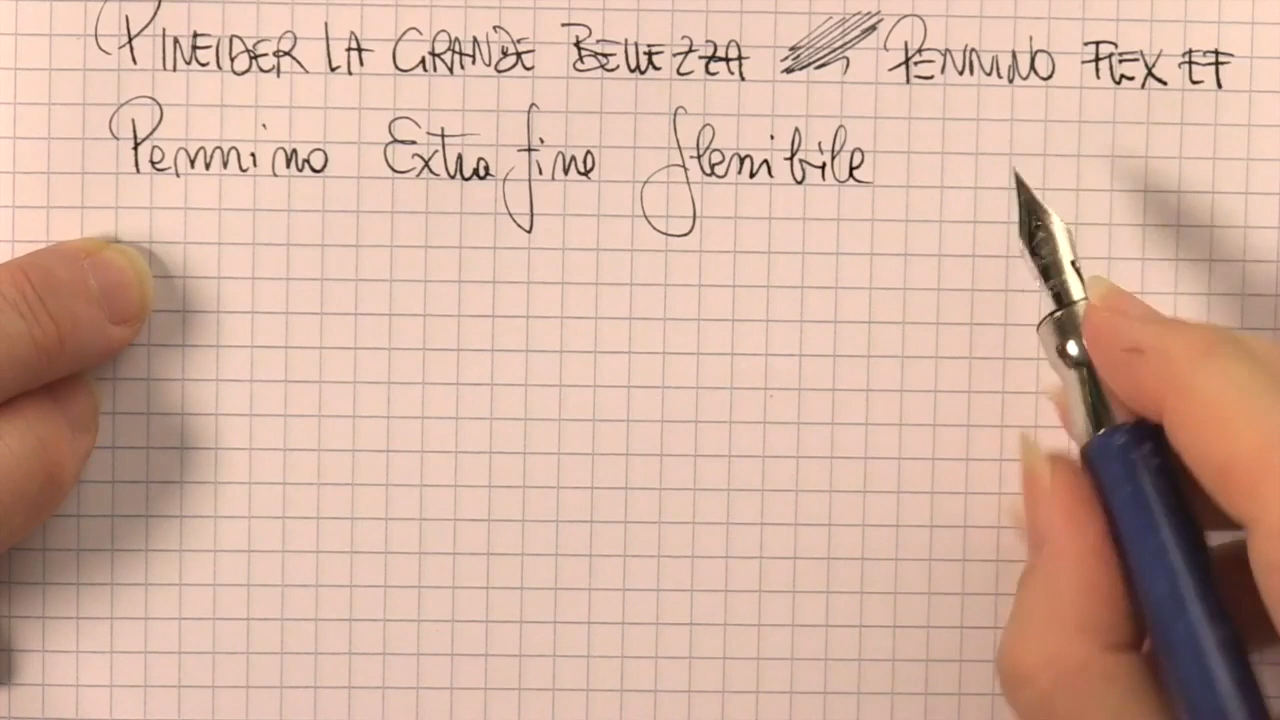 PINEIDER LA GRANDE BELLEZZA PENNINO FLEX EF
Pennino Extra fine flessibile